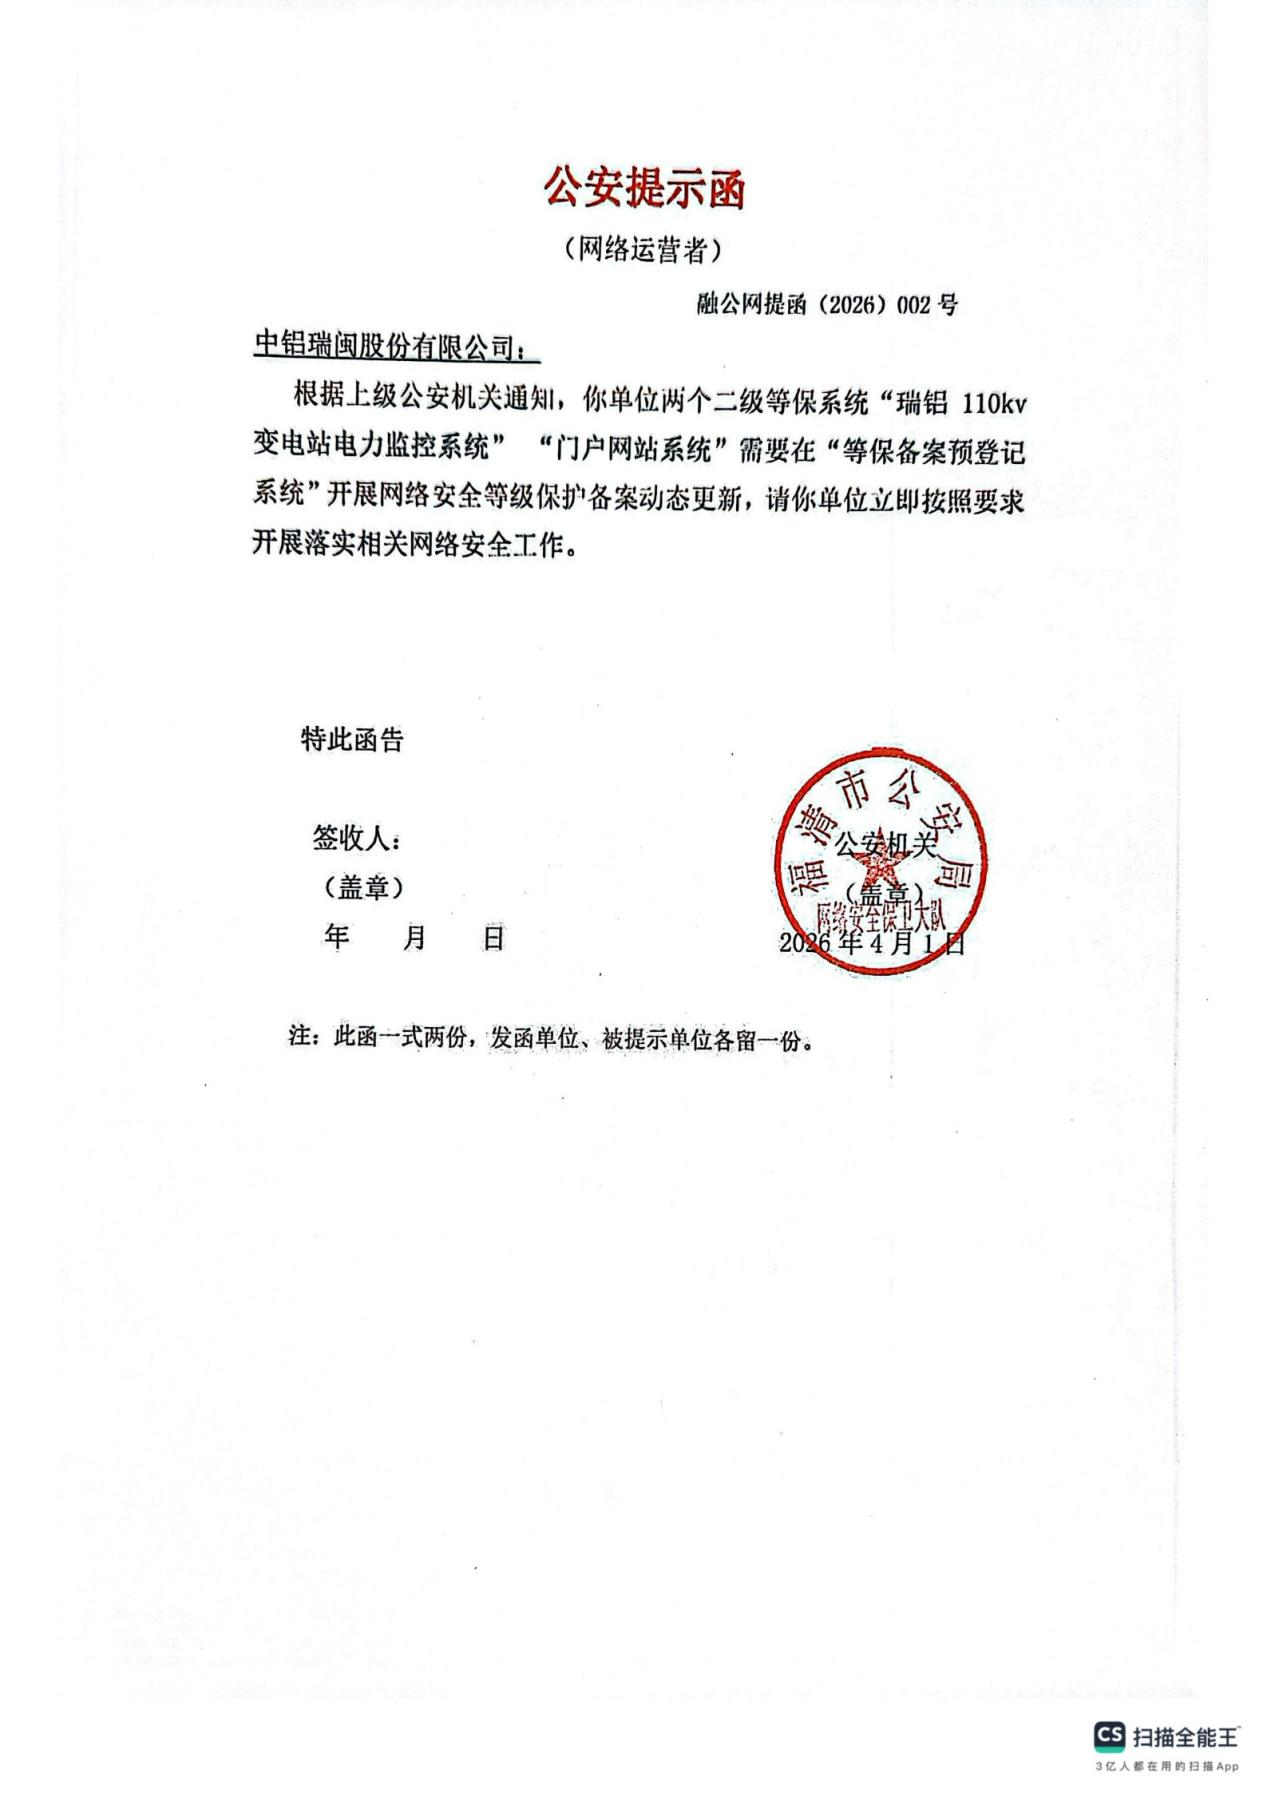 公安提示函
（网络运营者）
融公网提函（2026）002 号
中铝瑞闽股份有限公司：
根据上级公安机关通知，你单位两个二级等保系统“瑞铝 110kv
变电站电力监控系统” “门户网站系统”需要在“等保备案预登记
系统”开展网络安全等级保护备案动态更新，请你单位立即按照要求
开展落实相关网络安全工作。
特此函告
福清市公安局
签收人：
公安机关
（盖章）
（盖章）
网络安全保卫大队
年 月 日
2026 年 4 月 1 日
注：此函一式两份，发函单位、被提示单位各留一份。
CS 扫描全能王
3亿人都在用的扫描App